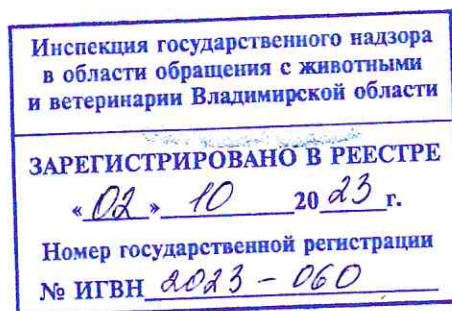 Инспекция государственного надзора
в области обращения с животными
и ветеринарии Владимирской области
ЗАРЕГИСТРИРОВАНО В РЕЕСТРЕ
«02» 10 2023 г.
Номер государственной регистрации
№ ИГВН 2023 - 060